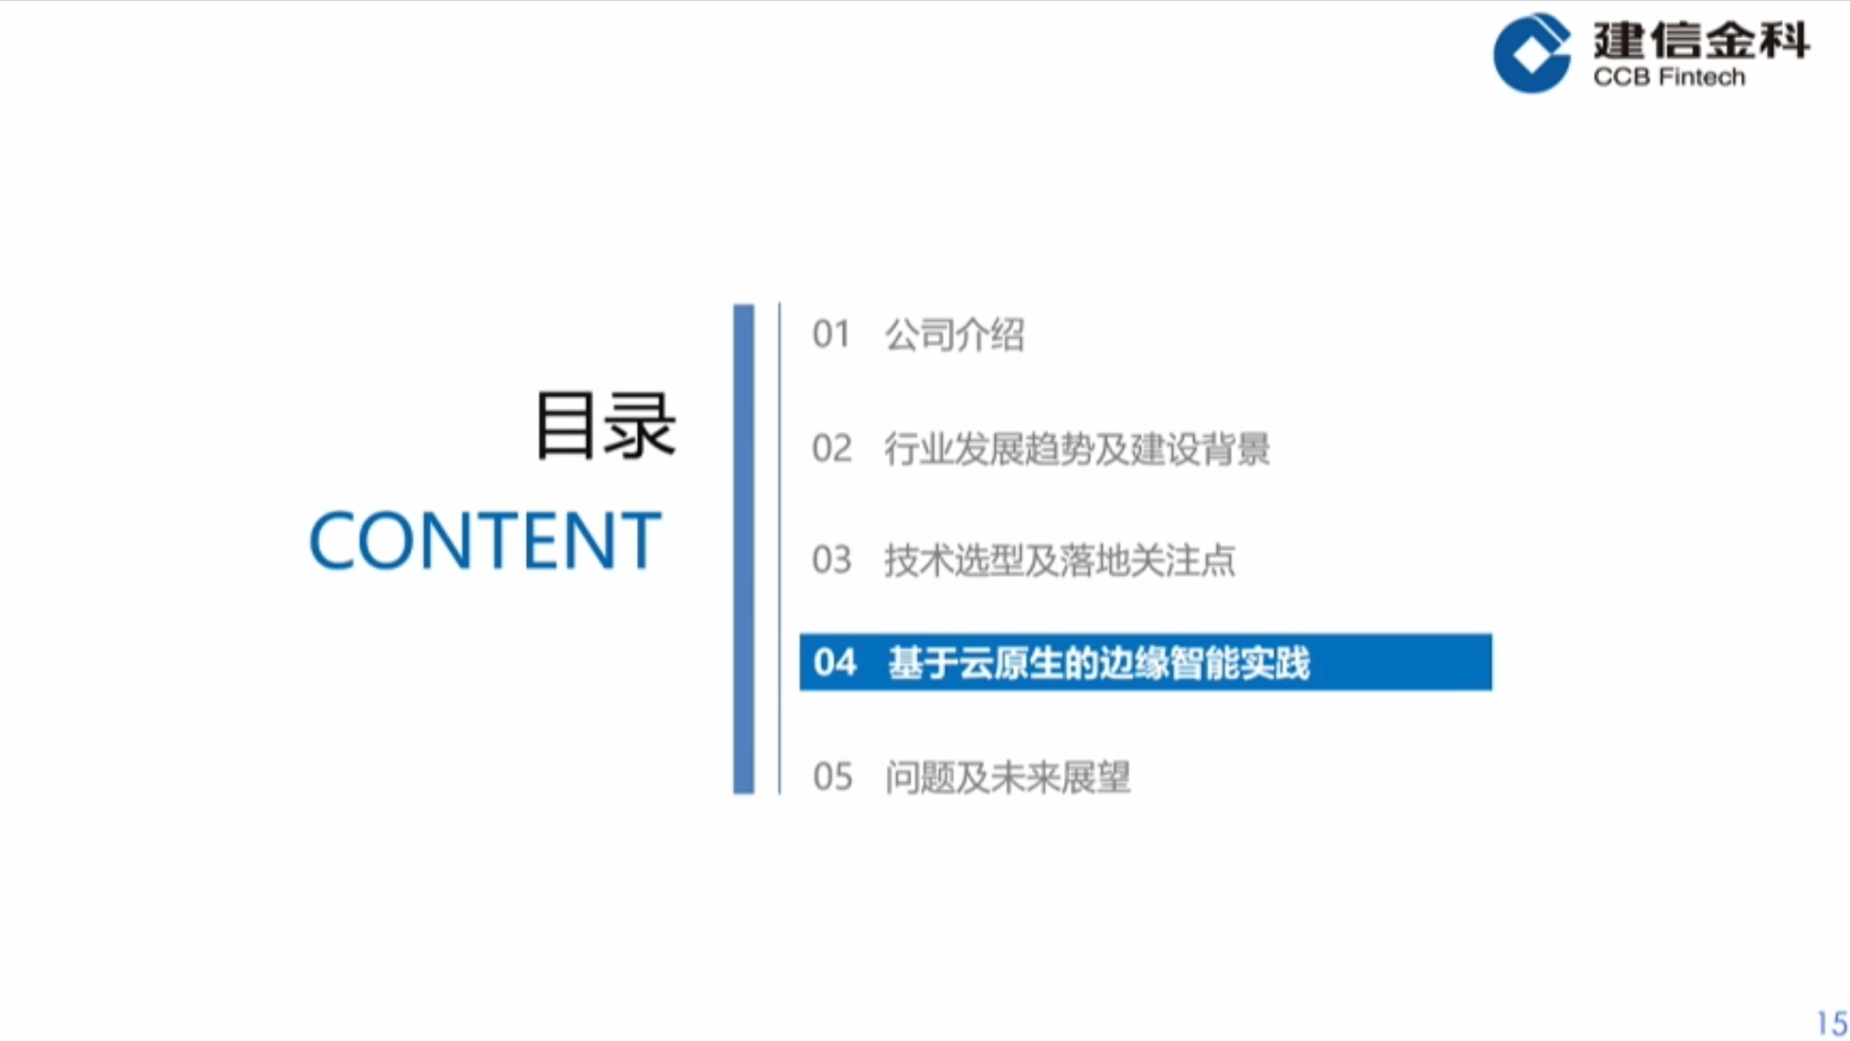 建信金科
CCB Fintech
目录
CONTENT
01 公司介绍
02 行业发展趋势及建设背景
03 技术选型及落地关注点
04 基于云原生的边缘智能实践
05 问题及未来展望
15